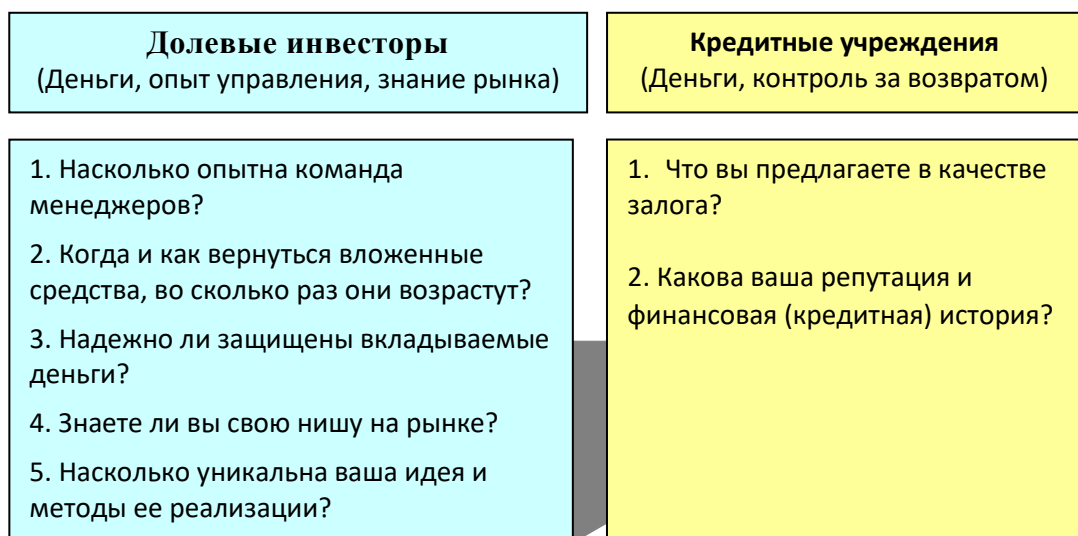 Долевые инвесторы
(Деньги, опыт управления, знание рынка)
Кредитные учреждения
(Деньги, контроль за возвратом)
1. Насколько опытна команда
менеджеров?
2. Когда и как вернуться вложенные
средства, во сколько раз они возрастут?
3. Надежно ли защищены вкладываемые
деньги?
4. Знаете ли вы свою нишу на рынке?
5. Насколько уникальна ваша идея и
методы ее реализации?
1. Что вы предлагаете в качестве
залога?
2. Какова ваша репутация и
финансовая (кредитная) история?